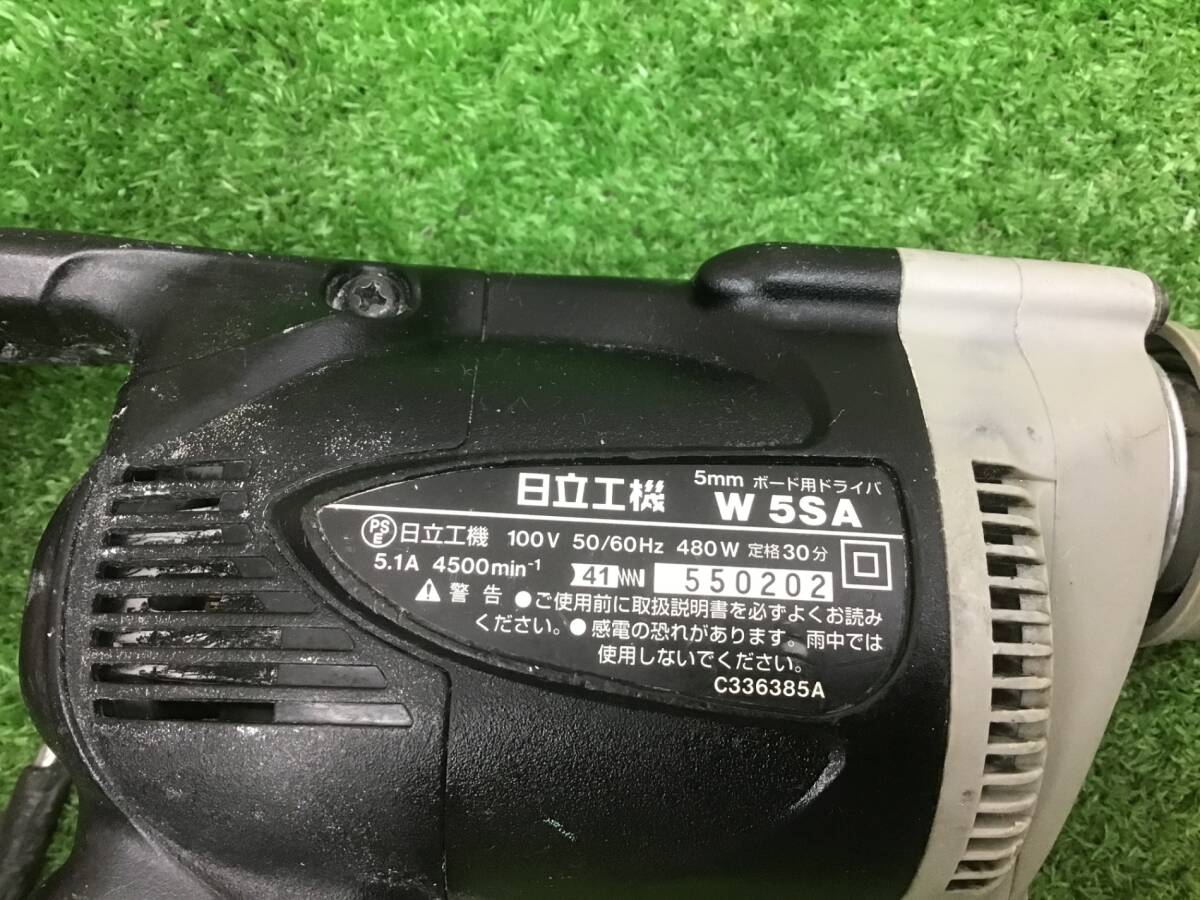 日立工機
5mm ボード用ドライバ
W 5SA
PSE 日立工機 100V 50/60Hz 480W 定格30分
5.1A 4500min⁻¹ 41 550202
警告 ●ご使用前に取扱説明書を必ずよくお読み
ください。●感電の恐れがあります。雨中では
使用しないでください。
C336385A